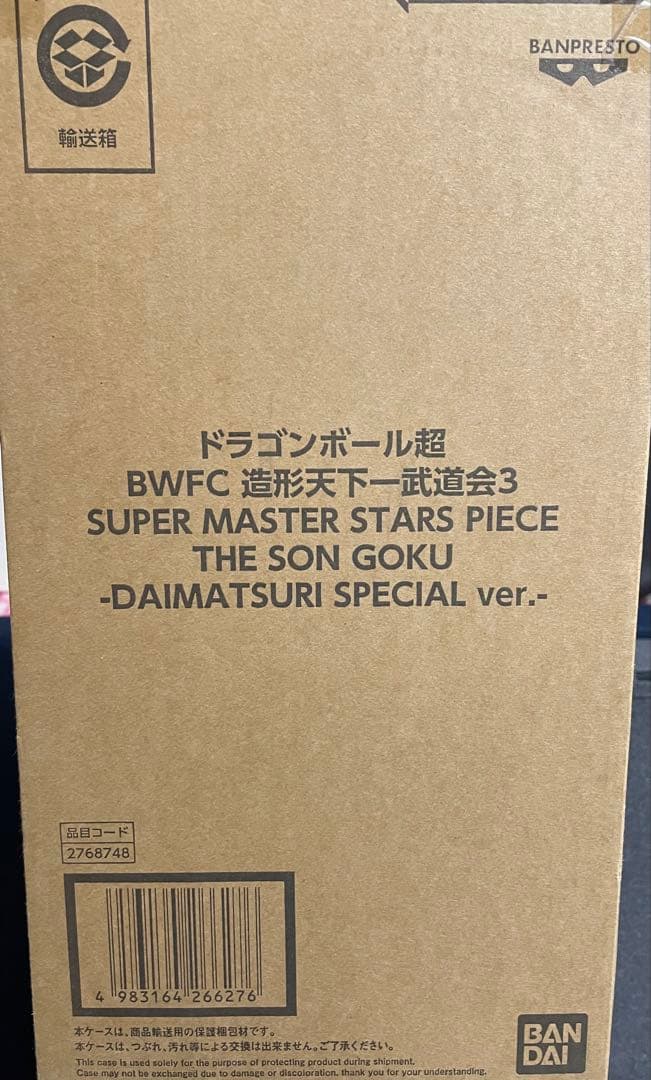 輸送箱
BANPRESTO
ドラゴンボール超
BWFC 造形天下一武道会3
SUPER MASTER STARS PIECE
THE SON GOKU
-DAIMATSURI SPECIAL ver.-
品目コード
2768748
4 983164 266276
本ケースは、商品輸送用の保護梱包材です。
本ケースは、つぶれ、汚れ等による交換は出来ません。ご了承ください。
This case is used solely for the purpose of protecting product during shipment.
Case may not be exchanged due to damage or discoloration. thank you for your understanding.
BAN
DAI